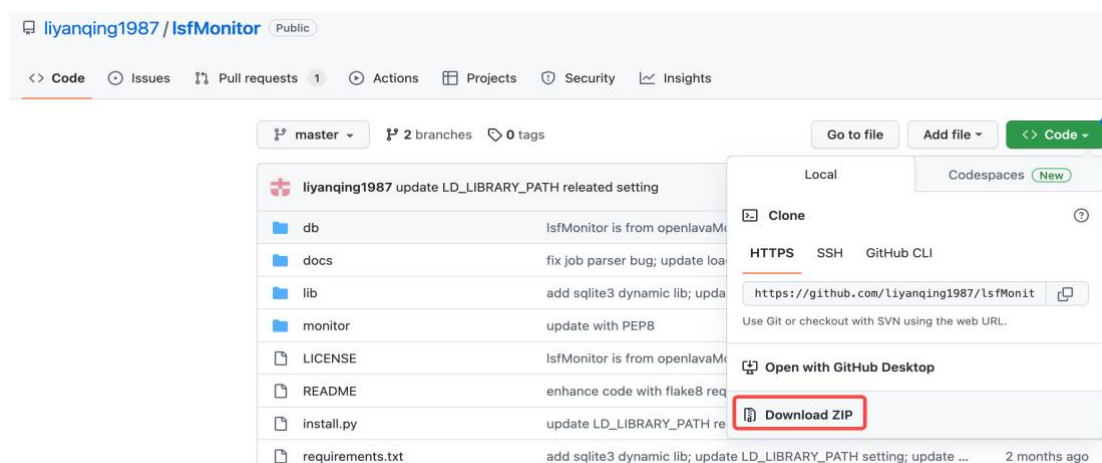 liyanqing1987 / lsfMonitor Public
Code Issues Pull requests 1 Actions Projects Security Insights
master 2 branches 0 tags Go to file Add file Code
Local Codespaces New
liyanqing1987 update LD_LIBRARY_PATH releated setting
Clone
db lsfMonitor is from openlavaMo
HTTPS SSH GitHub CLI
docs fix job parser bug; update loa
lib add sqlite3 dynamic lib; upda
https://github.com/liyanqing1987/lsfMonit
monitor update with PEP8
Use Git or checkout with SVN using the web URL.
LICENSE lsfMonitor is from openlavaMo
Open with GitHub Desktop
README enhance code with flake8 req
Download ZIP
install.py update LD_LIBRARY_PATH re
requirements.txt add sqlite3 dynamic lib; update LD_LIBRARY_PATH setting; update ... 2 months ago